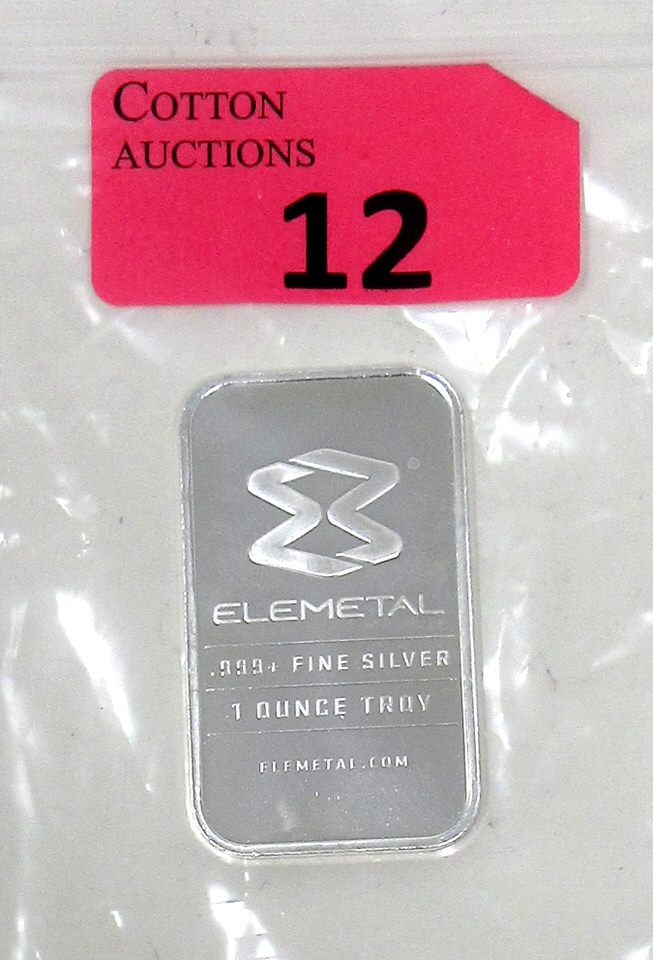 COTTON
AUCTIONS
12
®
ELEMETAL
.999+ FINE SILVER
1 OUNCE TROY
ELEMETAL.COM